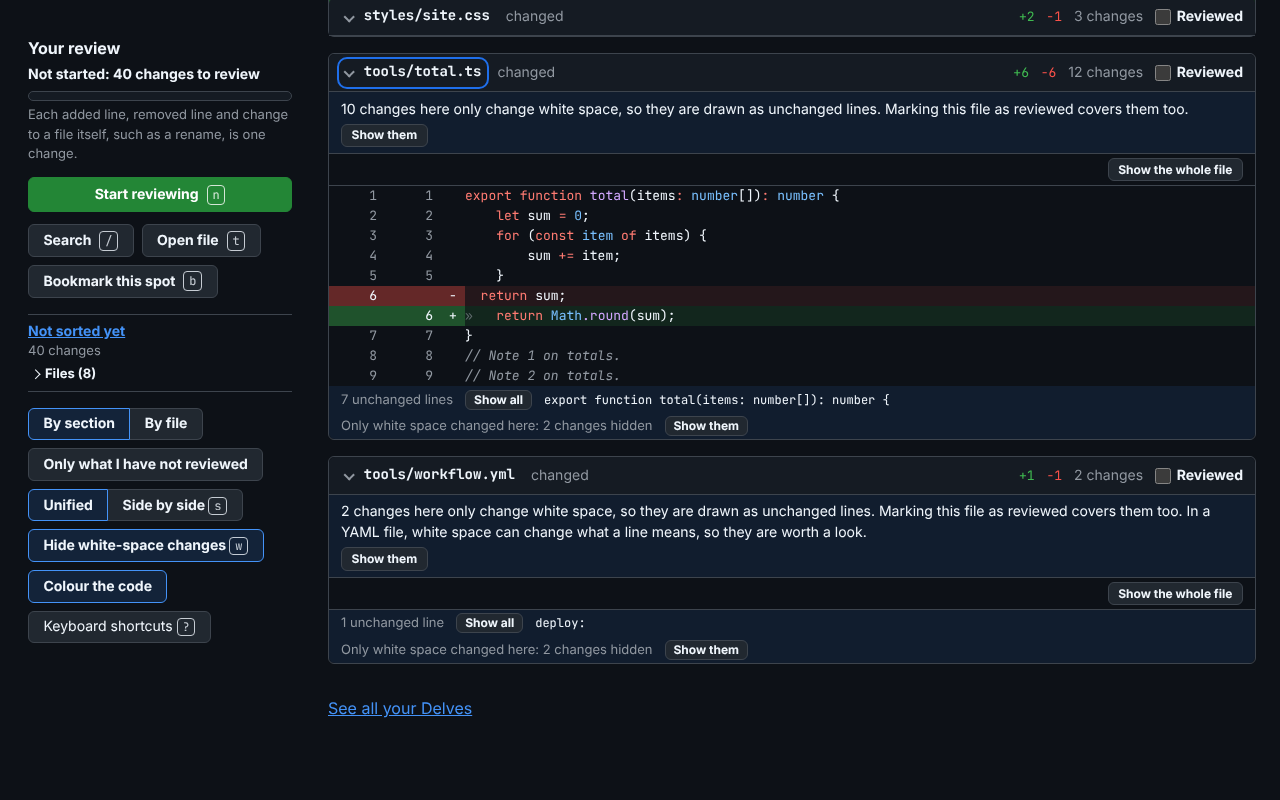 styles/site.css changed +2 -1 3 changes Reviewed
Your review
Not started: 40 changes to review
Each added line, removed line and change
to a file itself, such as a rename, is one
change.
Start reviewing n
Search / Open file t
Bookmark this spot b
Not sorted yet
40 changes
Files (8)
By section By file
Only what I have not reviewed
Unified Side by side s
Hide white-space changes w
Colour the code
Keyboard shortcuts ?
tools/total.ts changed +6 -6 12 changes Reviewed
10 changes here only change white space, so they are drawn as unchanged lines. Marking this file as reviewed covers them too.
Show them
Show the whole file
1 1 export function total(items: number[]): number {
2 2 let sum = 0;
3 3 for (const item of items) {
4 4 sum += item;
5 5 }
6 - return sum;
6 + » return Math.round(sum);
7 7 }
8 8 // Note 1 on totals.
9 9 // Note 2 on totals.
7 unchanged lines Show all export function total(items: number[]): number {
Only white space changed here: 2 changes hidden Show them
tools/workflow.yml changed +1 -1 2 changes Reviewed
2 changes here only change white space, so they are drawn as unchanged lines. Marking this file as reviewed covers them too. In a
YAML file, white space can change what a line means, so they are worth a look.
Show them
Show the whole file
1 unchanged line Show all deploy:
Only white space changed here: 2 changes hidden Show them
See all your Delves